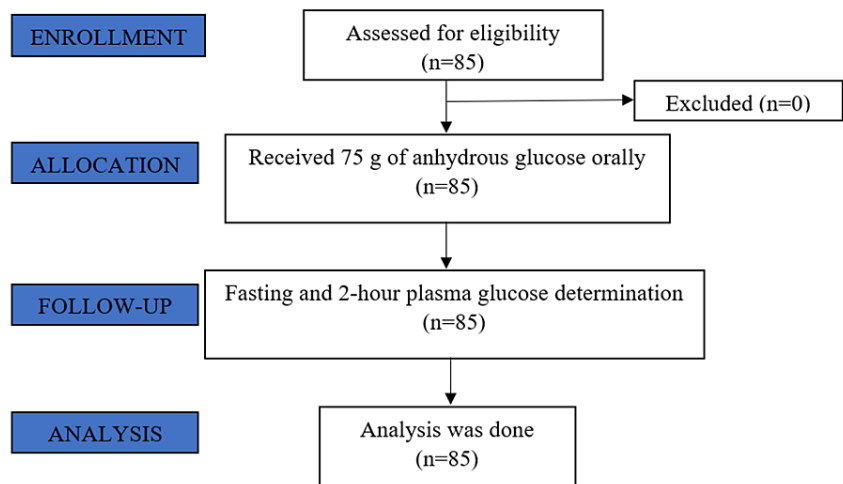 ENROLLMENT
Assessed for eligibility
(n=85)
Excluded (n=0)
ALLOCATION
Received 75 g of anhydrous glucose orally
(n=85)
FOLLOW-UP
Fasting and 2-hour plasma glucose determination
(n=85)
ANALYSIS
Analysis was done
(n=85)